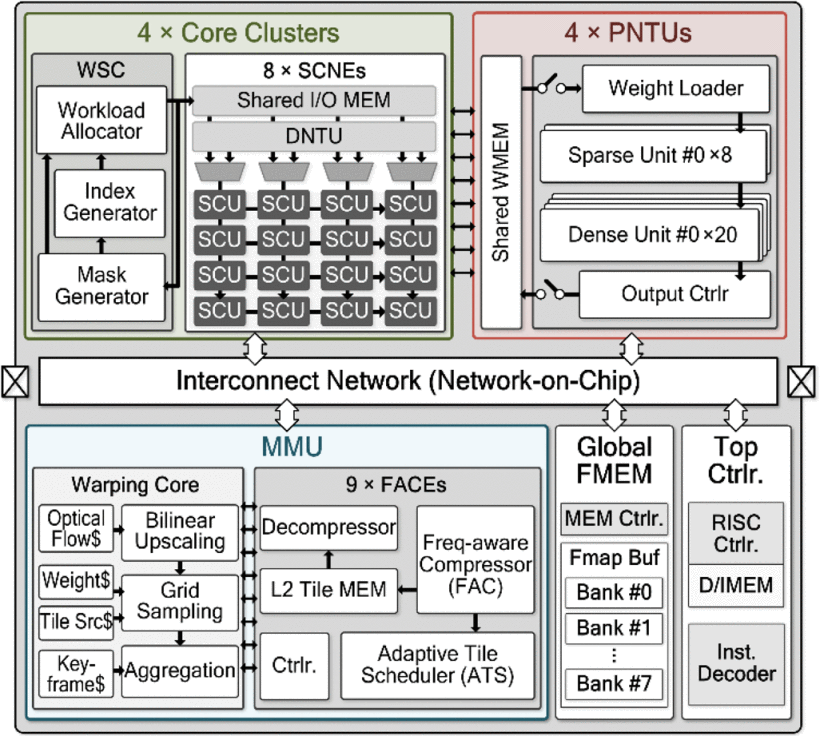 4 × Core Clusters
WSC
Workload
Allocator
Index
Generator
Mask
Generator
8 × SCNEs
Shared I/O MEM
DNTU
SCU SCU SCU SCU
SCU SCU SCU SCU
SCU SCU SCU SCU
SCU SCU SCU SCU
4 × PNTUs
Shared WMEM
Weight Loader
Sparse Unit #0 ×8
Dense Unit #0 ×20
Output Ctrlr
Interconnect Network (Network-on-Chip)
MMU
Warping Core
Optical
Flow$
Weight$
Tile Src$
Key-
frame$
Bilinear
Upscaling
Grid
Sampling
Aggregation
9 × FACEs
Decompressor
L2 Tile MEM
Ctrlr.
Freq-aware
Compressor
(FAC)
Adaptive Tile
Scheduler (ATS)
Global
FMEM
MEM Ctrlr.
Fmap Buf
Bank #0
Bank #1
⋮
Bank #7
Top
Ctrlr.
RISC
Ctrlr.
D/IMEM
Inst.
Decoder